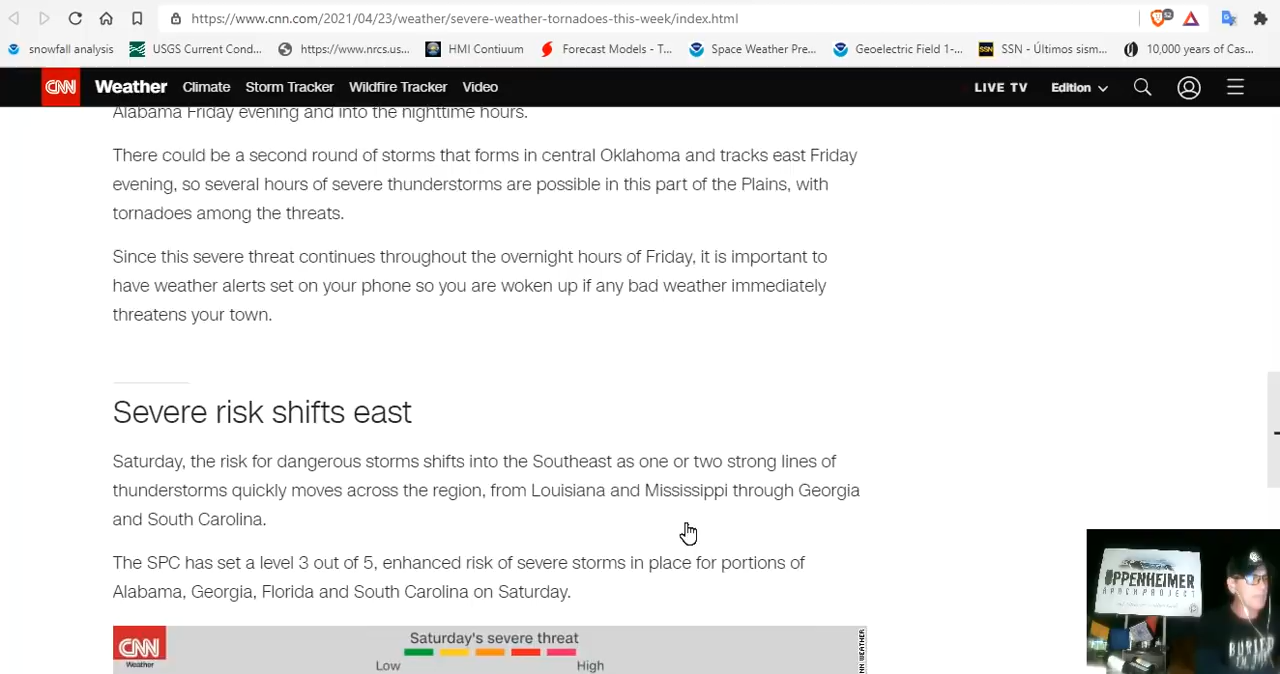 https://www.cnn.com/2021/04/23/weather/severe-weather-tornadoes-this-week/index.html
52
snowfall analysis
USGS Current Cond...
https://www.nrcs.us...
HMI Contiuum
Forecast Models - T...
Space Weather Pre...
Geoelectric Field 1-...
SSN
SSN - Últimos sism...
10,000 years of Cas...
CNN
Weather
Climate
Storm Tracker
Wildfire Tracker
Video
LIVE TV
Edition
Alabama Friday evening and into the nighttime hours.
There could be a second round of storms that forms in central Oklahoma and tracks east Friday
evening, so several hours of severe thunderstorms are possible in this part of the Plains, with
tornadoes among the threats.
Since this severe threat continues throughout the overnight hours of Friday, it is important to
have weather alerts set on your phone so you are woken up if any bad weather immediately
threatens your town.
Severe risk shifts east
Saturday, the risk for dangerous storms shifts into the Southeast as one or two strong lines of
thunderstorms quickly moves across the region, from Louisiana and Mississippi through Georgia
and South Carolina.
The SPC has set a level 3 out of 5, enhanced risk of severe storms in place for portions of
Alabama, Georgia, Florida and South Carolina on Saturday.
CNN
Weather
Saturday's severe threat
Low
High
NN WEATHER
OPPENHEIMER
RANCH PROJECT
BURIED